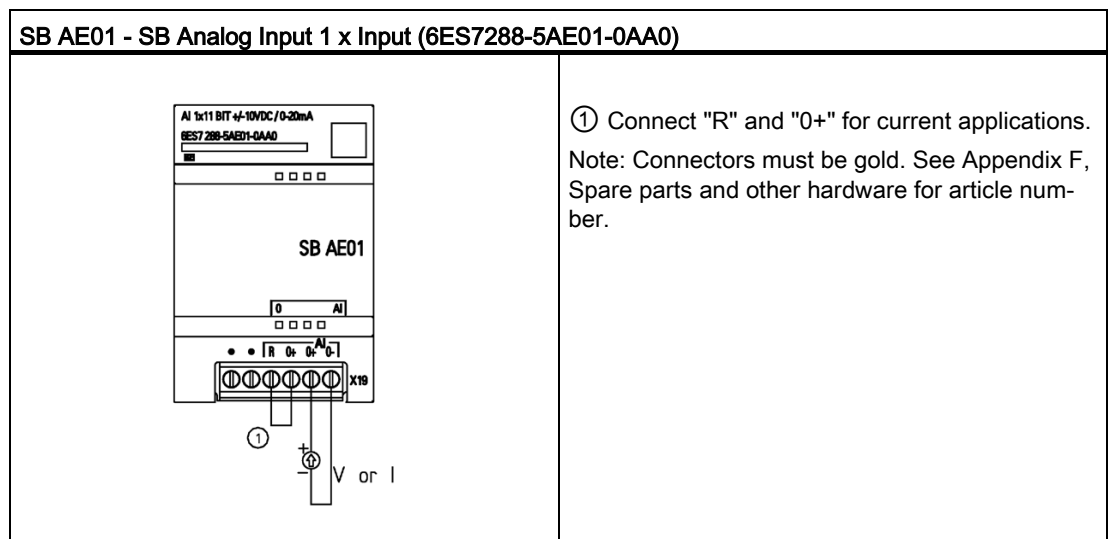 SB AE01 - SB Analog Input 1 x Input (6ES7288-5AE01-0AA0)
AI 1x11 BIT +/-10VDC / 0-20mA
6ES7 288-5AE01-0AA0
SB AE01
0 AI
AI
R 0+ 0+ 0-
X19
1
+
−
V or I
① Connect "R" and "0+" for current applications.
Note: Connectors must be gold. See Appendix F,
Spare parts and other hardware for article num-
ber.